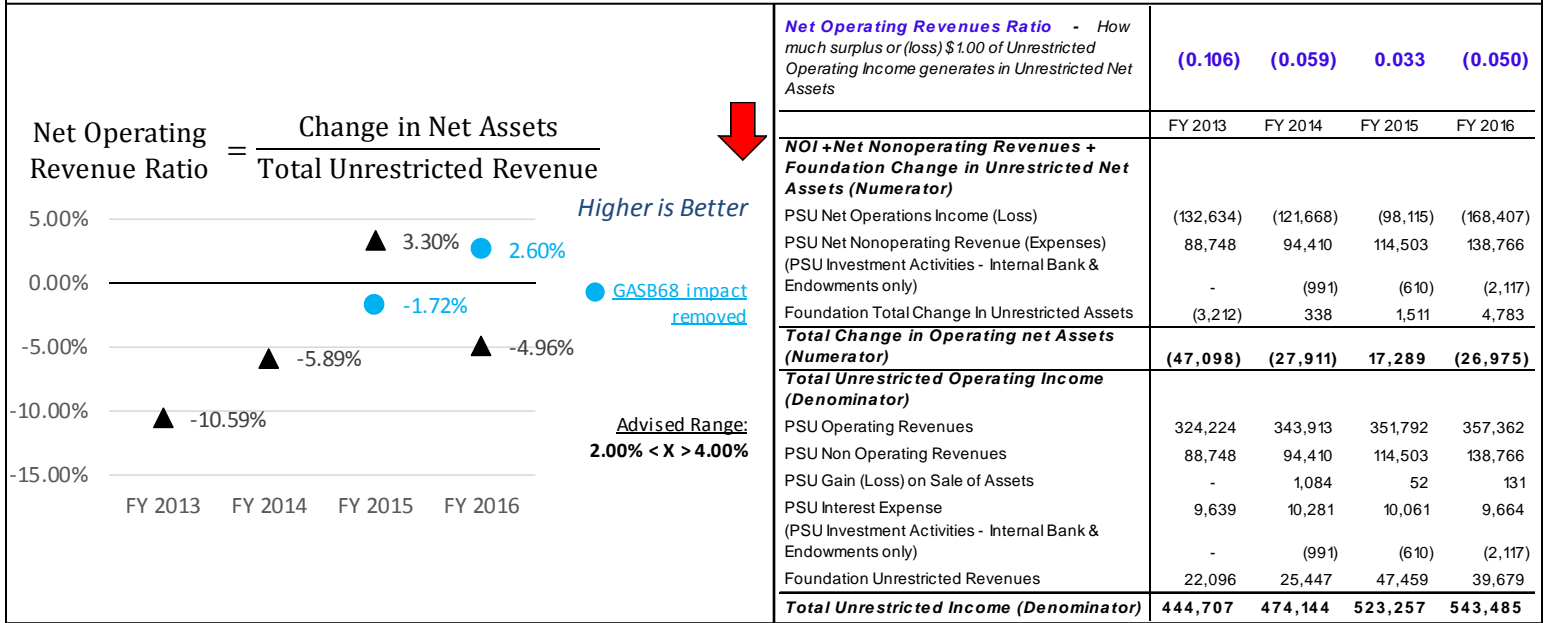 Net Operating Revenue Ratio = Change in Net Assets / Total Unrestricted Revenue
Higher is Better
5.00%
0.00%
-5.00%
-10.00%
-15.00%
3.30%
2.60%
-1.72%
-5.89%
-4.96%
-10.59%
GASB68 impact
removed
Advised Range:
2.00% < X > 4.00%
FY 2013 FY 2014 FY 2015 FY 2016
Net Operating Revenues Ratio - How
much surplus or (loss) $1.00 of Unrestricted
Operating Income generates in Unrestricted Net
Assets
(0.106) (0.059) 0.033 (0.050)
FY 2013 FY 2014 FY 2015 FY 2016
NOI +Net Nonoperating Revenues +
Foundation Change in Unrestricted Net
Assets (Numerator)
PSU Net Operations Income (Loss) (132,634) (121,668) (98,115) (168,407)
PSU Net Nonoperating Revenue (Expenses) 88,748 94,410 114,503 138,766
(PSU Investment Activities - Internal Bank &
Endowments only) - (991) (610) (2,117)
Foundation Total Change In Unrestricted Assets (3,212) 338 1,511 4,783
Total Change in Operating net Assets
(Numerator) (47,098) (27,911) 17,289 (26,975)
Total Unrestricted Operating Income
(Denominator)
PSU Operating Revenues 324,224 343,913 351,792 357,362
PSU Non Operating Revenues 88,748 94,410 114,503 138,766
PSU Gain (Loss) on Sale of Assets - 1,084 52 131
PSU Interest Expense 9,639 10,281 10,061 9,664
(PSU Investment Activities - Internal Bank &
Endowments only) - (991) (610) (2,117)
Foundation Unrestricted Revenues 22,096 25,447 47,459 39,679
Total Unrestricted Income (Denominator) 444,707 474,144 523,257 543,485